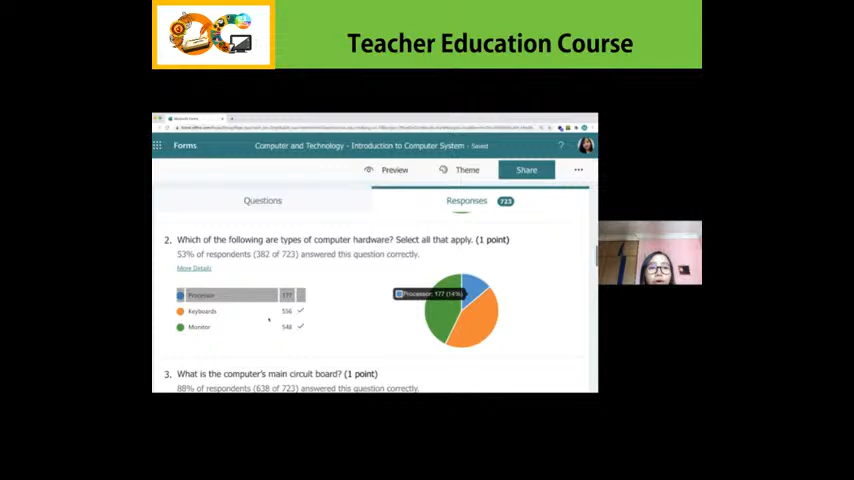 Teacher Education Course
Microsoft Forms
Forms
Computer and Technology - Introduction to Computer System - Saved
?
Preview
Theme
Share
...
Questions
Responses 723
2. Which of the following are types of computer hardware? Select all that apply. (1 point)
53% of respondents (382 of 723) answered this question correctly.
More Details
Processor 177
Keyboards 556
Monitor 548
Processor: 177 (14%)
3. What is the computer's main circuit board? (1 point)
88% of respondents (638 of 723) answered this question correctly.